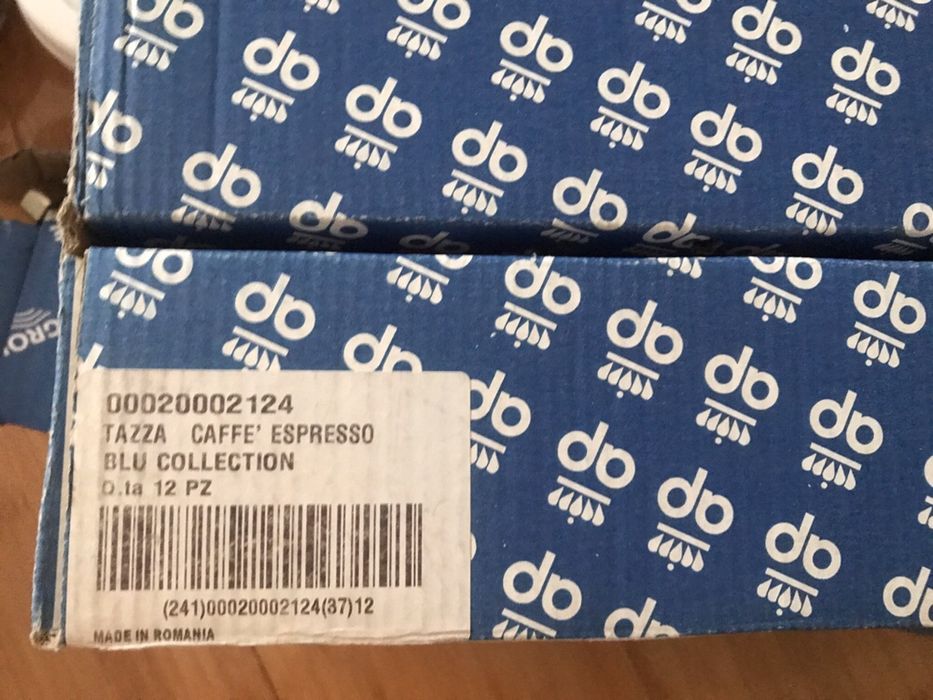 00020002124
TAZZA CAFFE' ESPRESSO
BLU COLLECTION
Q.ta 12 PZ
(241)00020002124(37)12
MADE IN ROMANIA